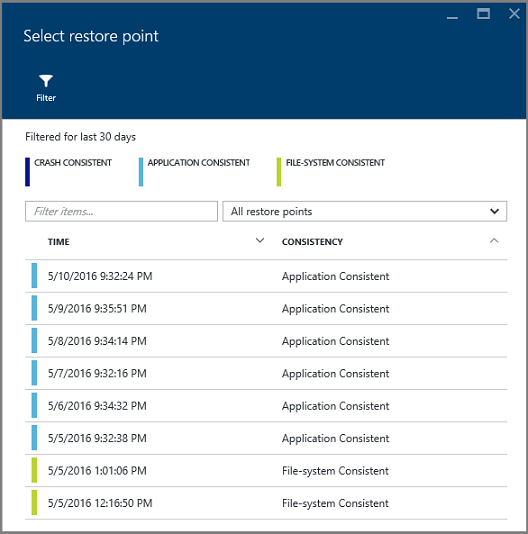 Select restore point
Filter
Filtered for last 30 days
CRASH CONSISTENT APPLICATION CONSISTENT FILE-SYSTEM CONSISTENT
Filter items... All restore points
TIME CONSISTENCY
5/10/2016 9:32:24 PM Application Consistent
5/9/2016 9:35:51 PM Application Consistent
5/8/2016 9:34:14 PM Application Consistent
5/7/2016 9:32:16 PM Application Consistent
5/6/2016 9:34:32 PM Application Consistent
5/5/2016 9:32:38 PM Application Consistent
5/5/2016 1:01:06 PM File-system Consistent
5/5/2016 12:16:50 PM File-system Consistent